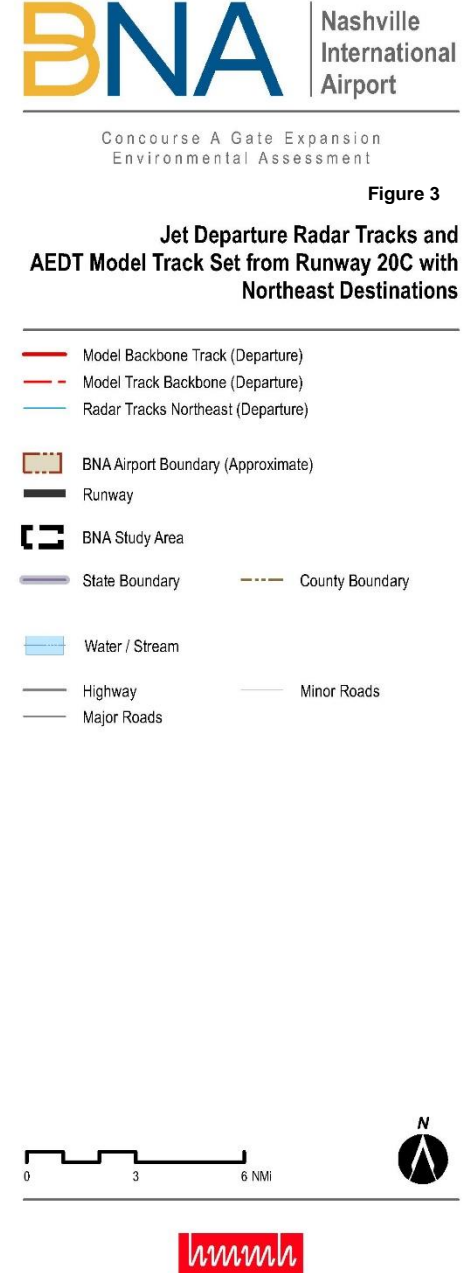 BNA
Nashville
International
Airport
Concourse A Gate Expansion
Environmental Assessment
Figure 3
Jet Departure Radar Tracks and
AEDT Model Track Set from Runway 20C with
Northeast Destinations
Model Backbone Track (Departure)
Model Track Backbone (Departure)
Radar Tracks Northeast (Departure)
BNA Airport Boundary (Approximate)
Runway
BNA Study Area
State Boundary
County Boundary
Water / Stream
Highway
Minor Roads
Major Roads
N
0 3 6 NMi
hmmh